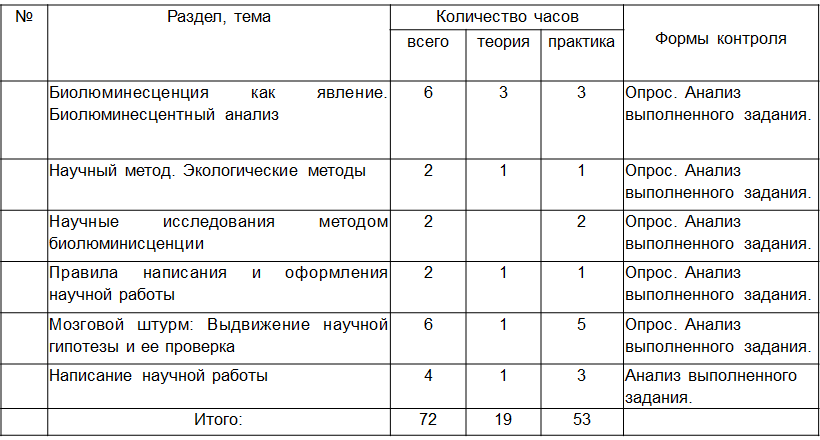 № Раздел, тема Количество часов Формы контроля
всего теория практика
Биолюминесценция как явление. 6 3 3 Опрос. Анализ
Биолюминесцентный анализ выполненного задания.
Научный метод. Экологические методы 2 1 1 Опрос. Анализ
выполненного задания.
Научные исследования методом 2 2 Опрос. Анализ
биолюминисценции выполненного задания.
Правила написания и оформления 2 1 1 Опрос. Анализ
научной работы выполненного задания.
Мозговой штурм: Выдвижение научной 6 1 5 Опрос. Анализ
гипотезы и ее проверка выполненного задания.
Написание научной работы 4 1 3 Анализ выполненного
задания.
Итого: 72 19 53